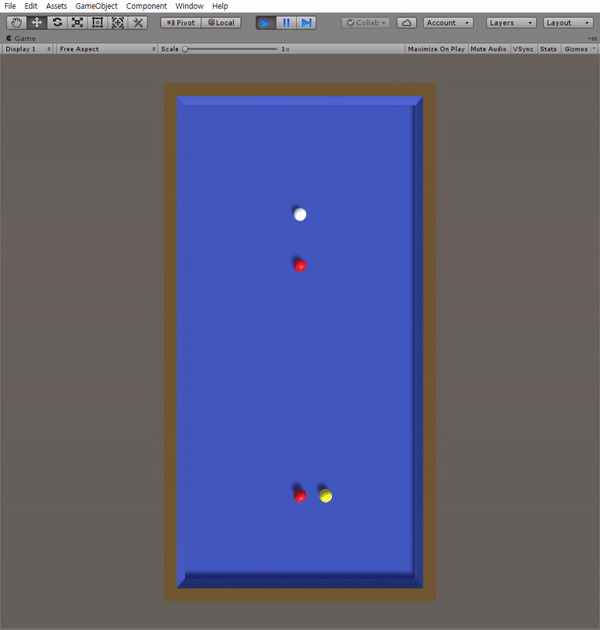 File Edit Assets GameObject Component Window Help
Pivot Local Collab Account Layers Layout
Game
Display 1 Free Aspect Scale 1x Maximize On Play Mute Audio VSync Stats Gizmos